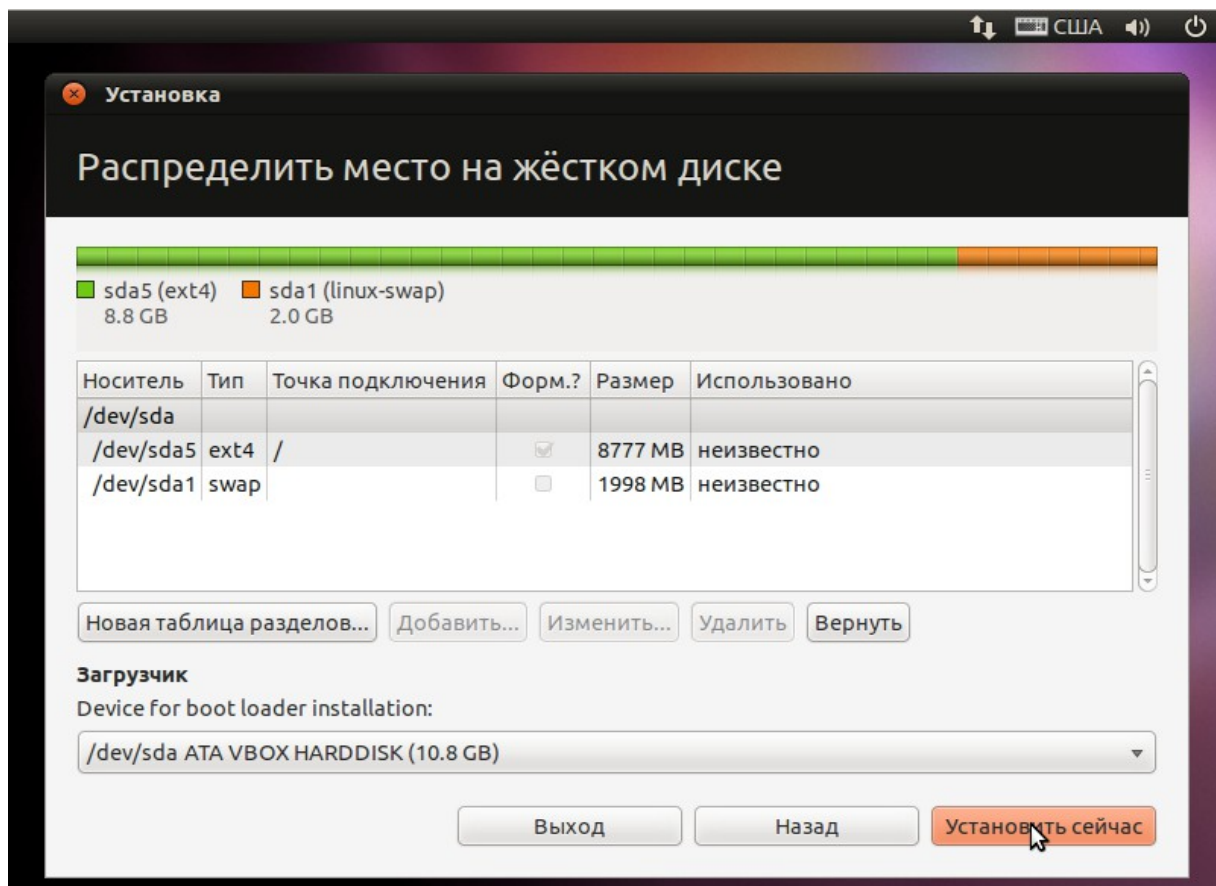 США
Установка
Распределить место на жёстком диске
sda5 (ext4) sda1 (linux-swap)
8.8 GB 2.0 GB
Носитель Тип Точка подключения Форм.? Размер Использовано
/dev/sda
/dev/sda5 ext4 / 8777 MB неизвестно
/dev/sda1 swap 1998 MB неизвестно
Новая таблица разделов... Добавить... Изменить... Удалить Вернуть
Загрузчик
Device for boot loader installation:
/dev/sda ATA VBOX HARDDISK (10.8 GB)
Выход Назад Установить сейчас